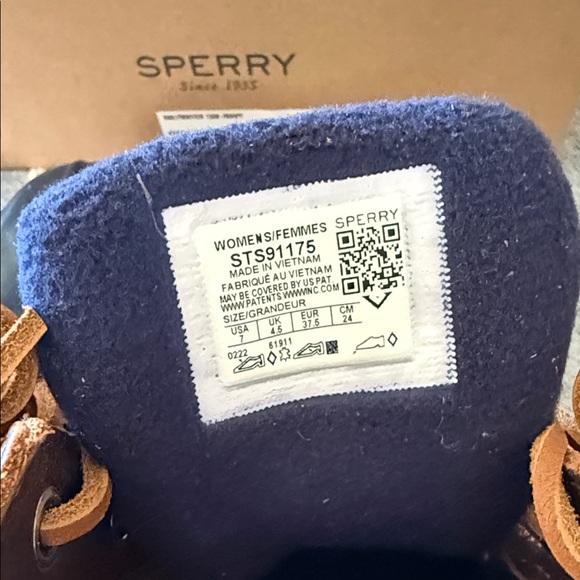 SPERRY
Since 1935
WOMENS/FEMMES SPERRY
STS91175
MADE IN VIETNAM
FABRIQUÉ AU VIETNAM
MAY BE COVERED BY US PAT
WWW.PATENTS WWWINC.COM
SIZE/GRANDEUR
USA UK EUR CM
7 4.5 37.5 24
0222 61911